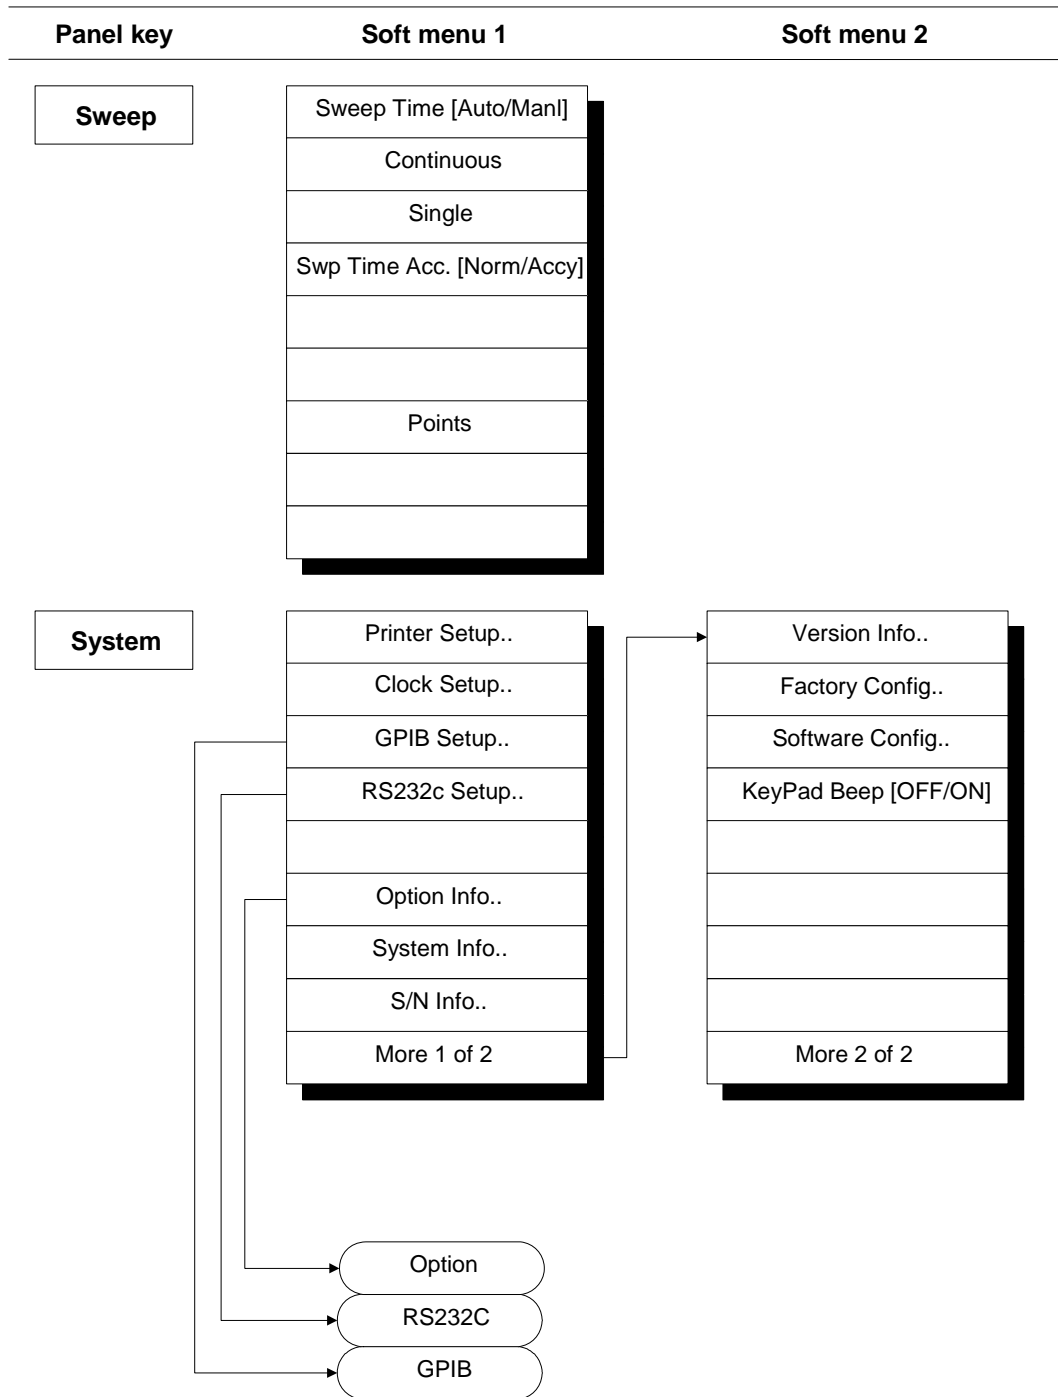 Panel key Soft menu 1 Soft menu 2
Sweep
Sweep Time [Auto/Manl]
Continuous
Single
Swp Time Acc. [Norm/Accy]
Points
System
Printer Setup..
Clock Setup..
GPIB Setup..
RS232c Setup..
Option Info..
System Info..
S/N Info..
More 1 of 2
Version Info..
Factory Config..
Software Config..
KeyPad Beep [OFF/ON]
More 2 of 2
Option
RS232C
GPIB